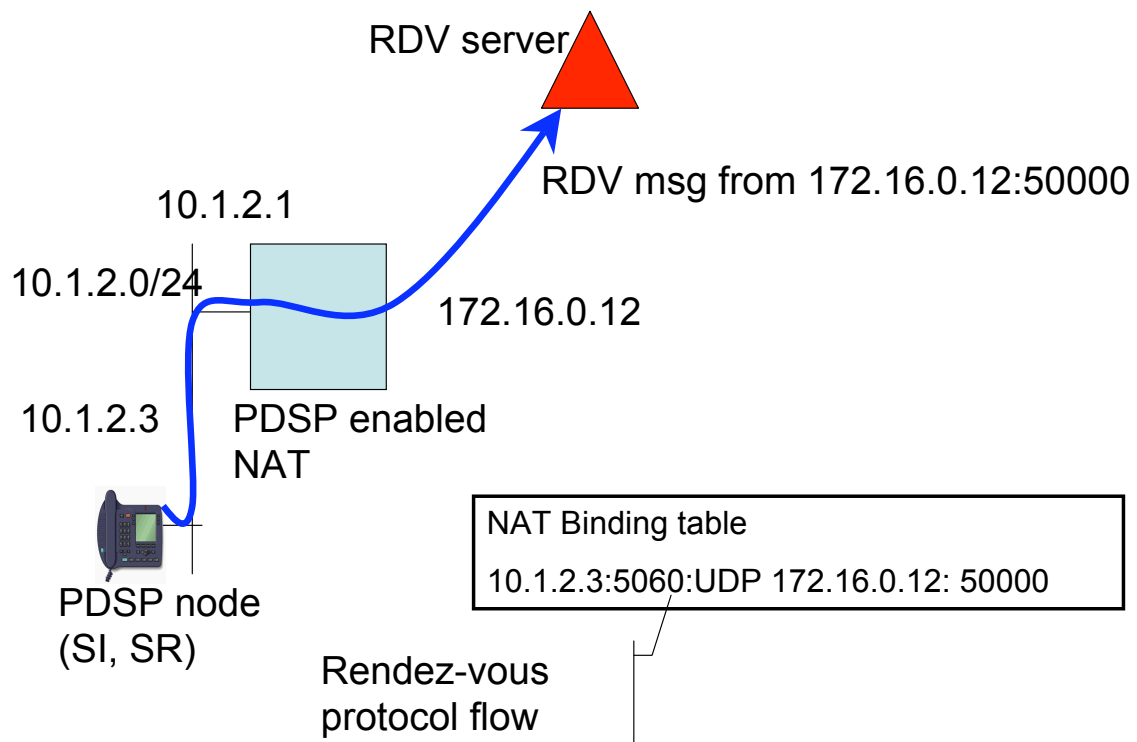 RDV server
RDV msg from 172.16.0.12:50000
10.1.2.1
10.1.2.0/24
172.16.0.12
10.1.2.3
PDSP enabled
NAT
PDSP node
(SI, SR)
NAT Binding table
10.1.2.3:5060:UDP 172.16.0.12: 50000
Rendez-vous
protocol flow